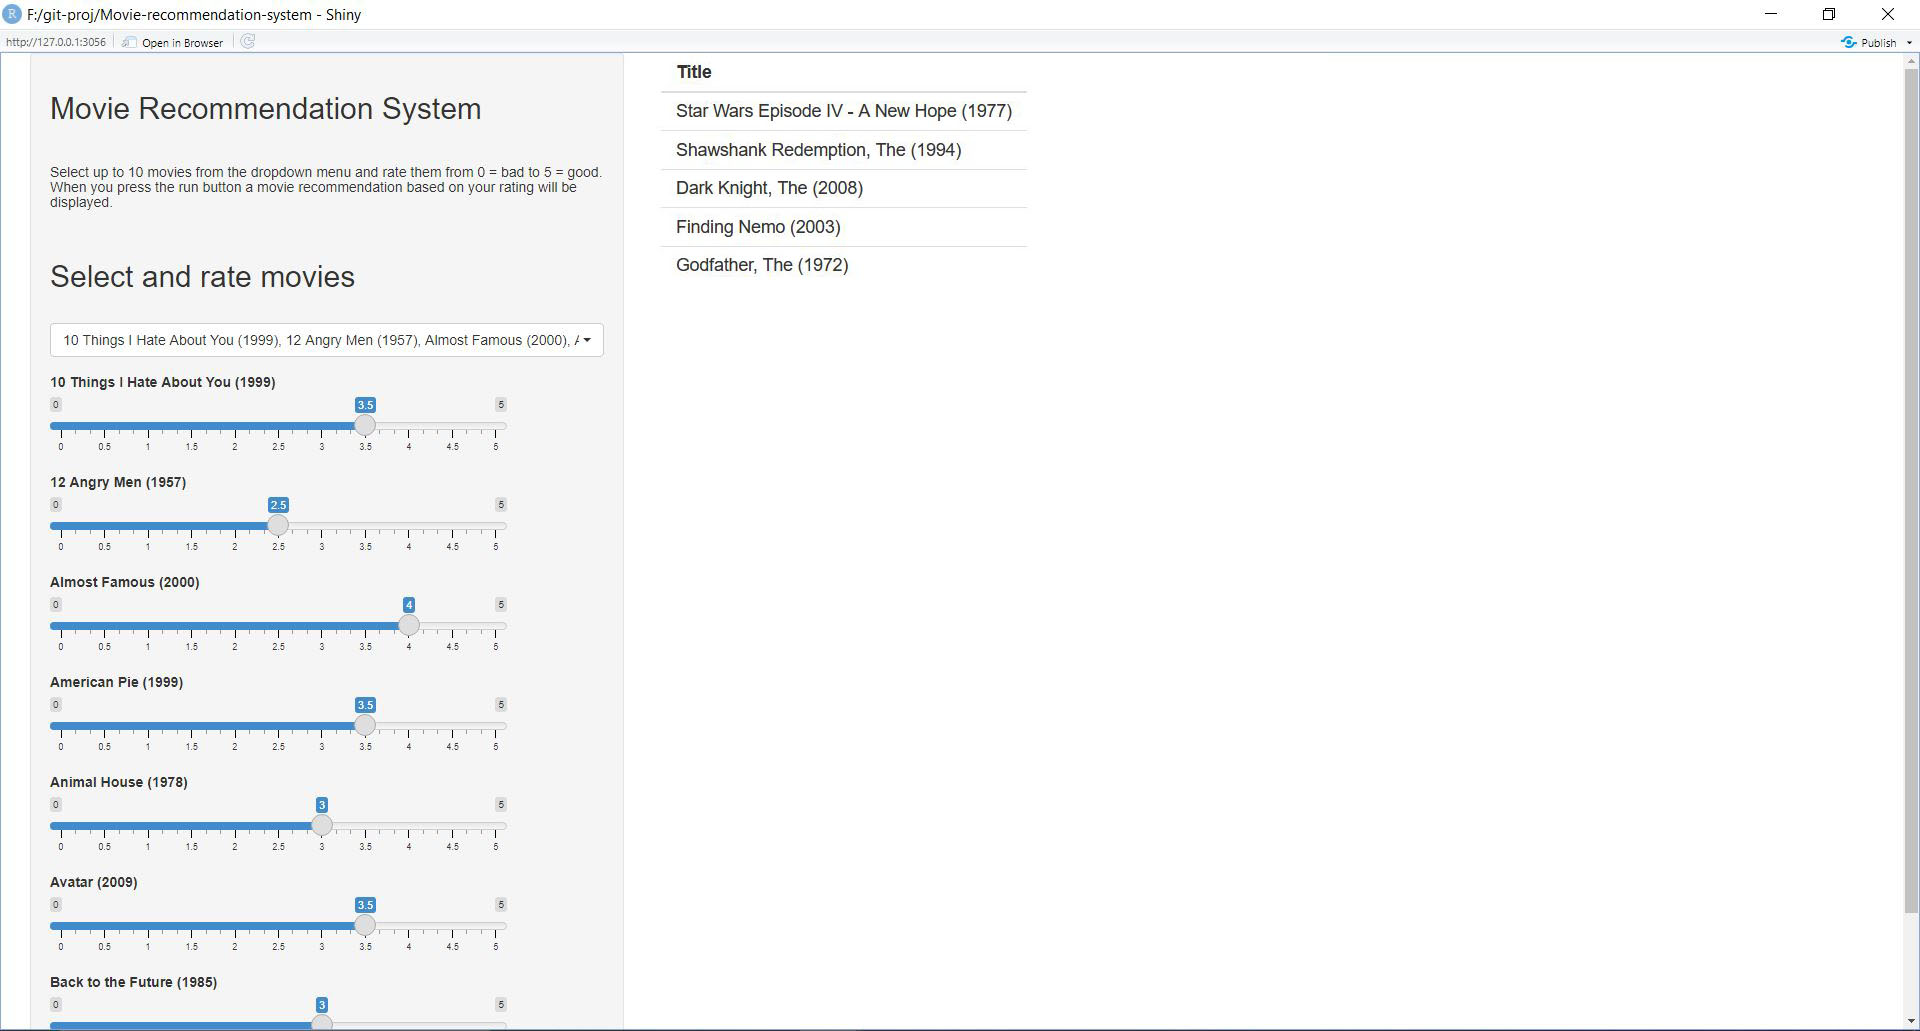 F:/git-proj/Movie-recommendation-system - Shiny
http://127.0.0.1:3056 Open in Browser Publish
Movie Recommendation System
Select up to 10 movies from the dropdown menu and rate them from 0 = bad to 5 = good.
When you press the run button a movie recommendation based on your rating will be
displayed.
Select and rate movies
10 Things I Hate About You (1999), 12 Angry Men (1957), Almost Famous (2000),
10 Things I Hate About You (1999)
0 3.5 5
0 0.5 1 1.5 2 2.5 3 3.5 4 4.5 5
12 Angry Men (1957)
0 2.5 5
0 0.5 1 1.5 2 2.5 3 3.5 4 4.5 5
Almost Famous (2000)
0 4 5
0 0.5 1 1.5 2 2.5 3 3.5 4 4.5 5
American Pie (1999)
0 3.5 5
0 0.5 1 1.5 2 2.5 3 3.5 4 4.5 5
Animal House (1978)
0 3 5
0 0.5 1 1.5 2 2.5 3 3.5 4 4.5 5
Avatar (2009)
0 3.5 5
0 0.5 1 1.5 2 2.5 3 3.5 4 4.5 5
Back to the Future (1985)
0 3 5
Title
Star Wars Episode IV - A New Hope (1977)
Shawshank Redemption, The (1994)
Dark Knight, The (2008)
Finding Nemo (2003)
Godfather, The (1972)